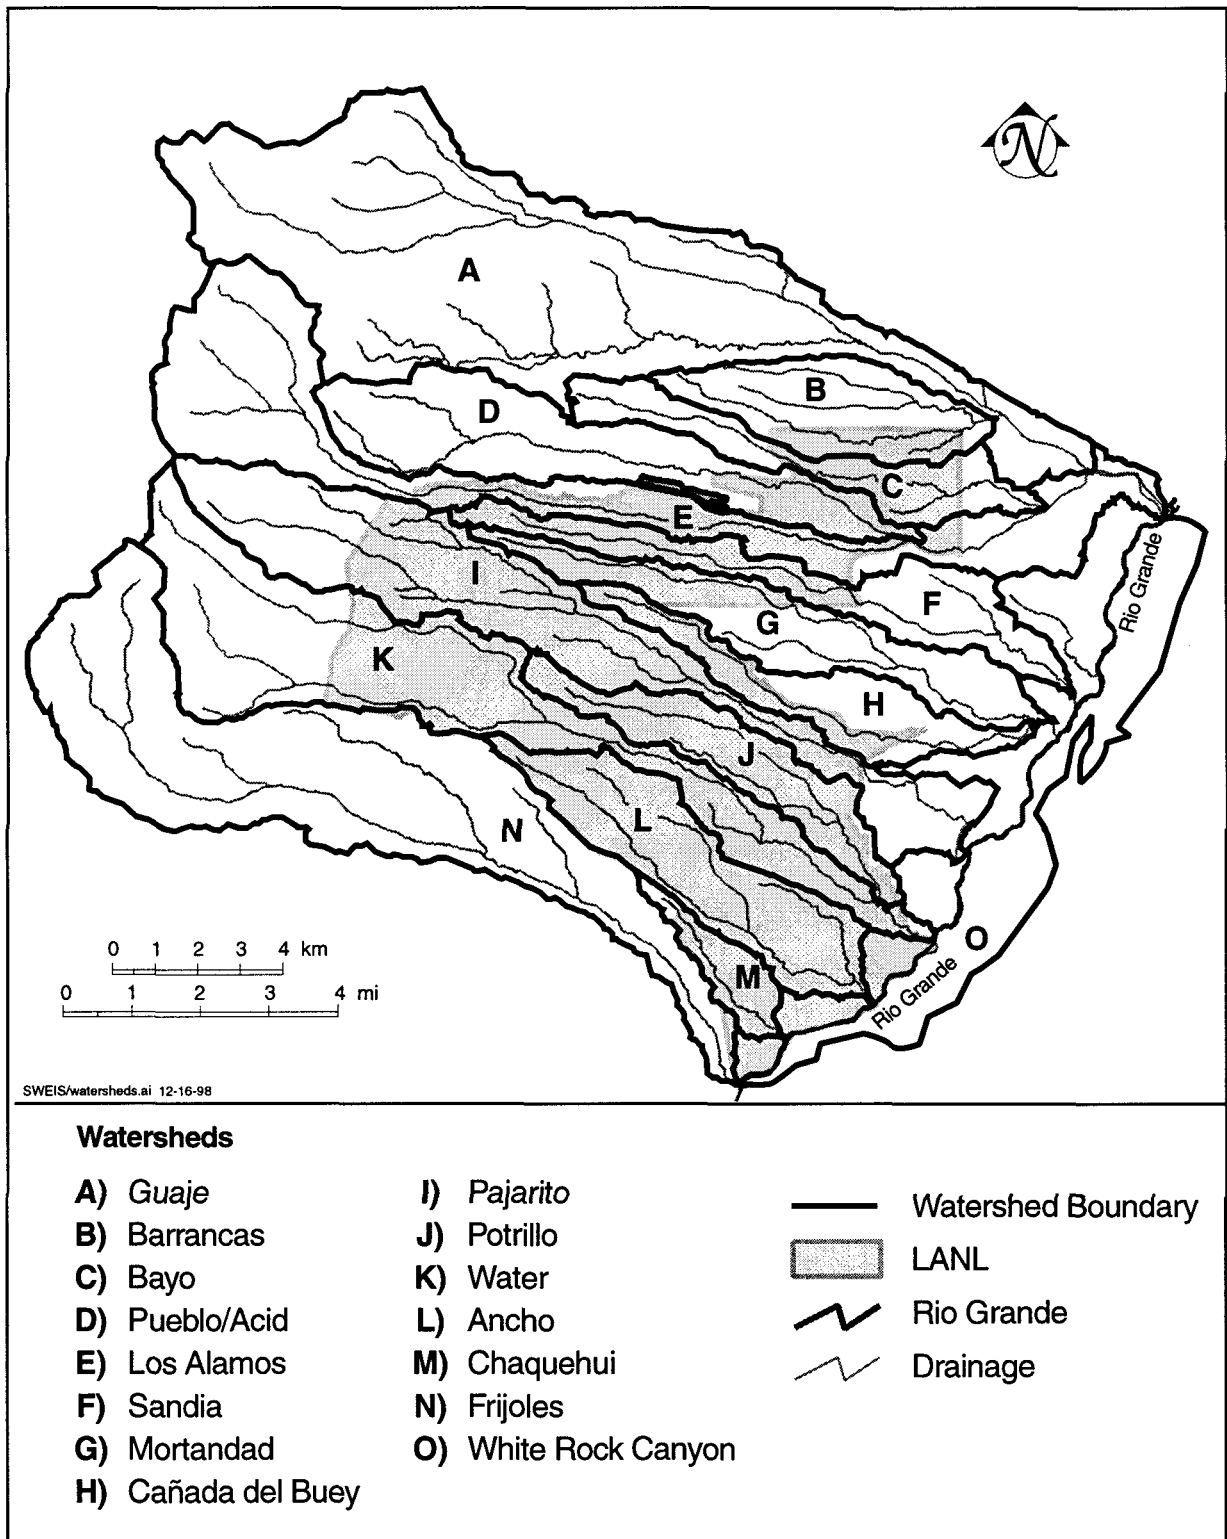 N
A
B
D
C
E
I
F
G
K
H
J
L
N
O
M
Rio Grande
Rio Grande
0 1 2 3 4 km
0 1 2 3 4 mi
SWEIS/watersheds.ai 12-16-98
Watersheds
A) Guaje
B) Barrancas
C) Bayo
D) Pueblo/Acid
E) Los Alamos
F) Sandia
G) Mortandad
H) Cañada del Buey
I) Pajarito
J) Potrillo
K) Water
L) Ancho
M) Chaquehui
N) Frijoles
O) White Rock Canyon
Watershed Boundary
LANL
Rio Grande
Drainage